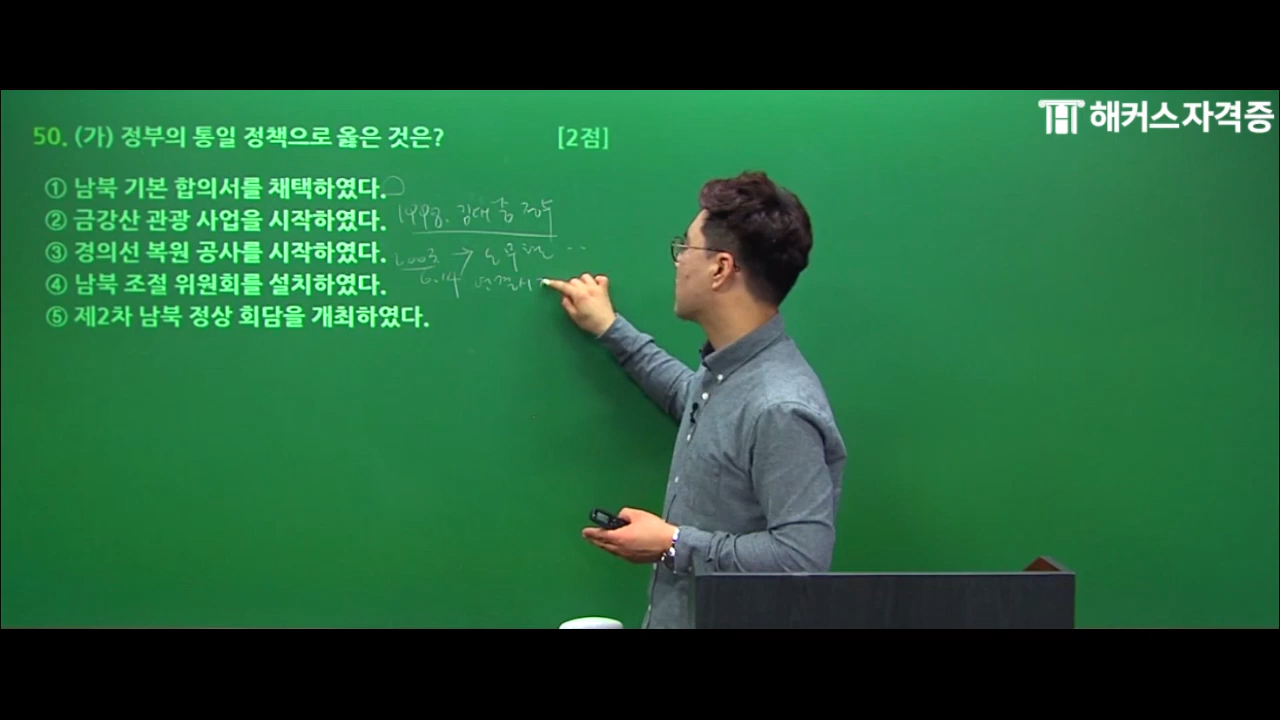 해커스자격증
50. (가) 정부의 통일 정책으로 옳은 것은? [2점]
① 남북 기본 합의서를 채택하였다.
② 금강산 관광 사업을 시작하였다.
1998. 김대중 정부
③ 경의선 복원 공사를 시작하였다.
2003. → 노무현
④ 남북 조절 위원회를 설치하였다.
6.14
⑤ 제2차 남북 정상 회담을 개최하였다.